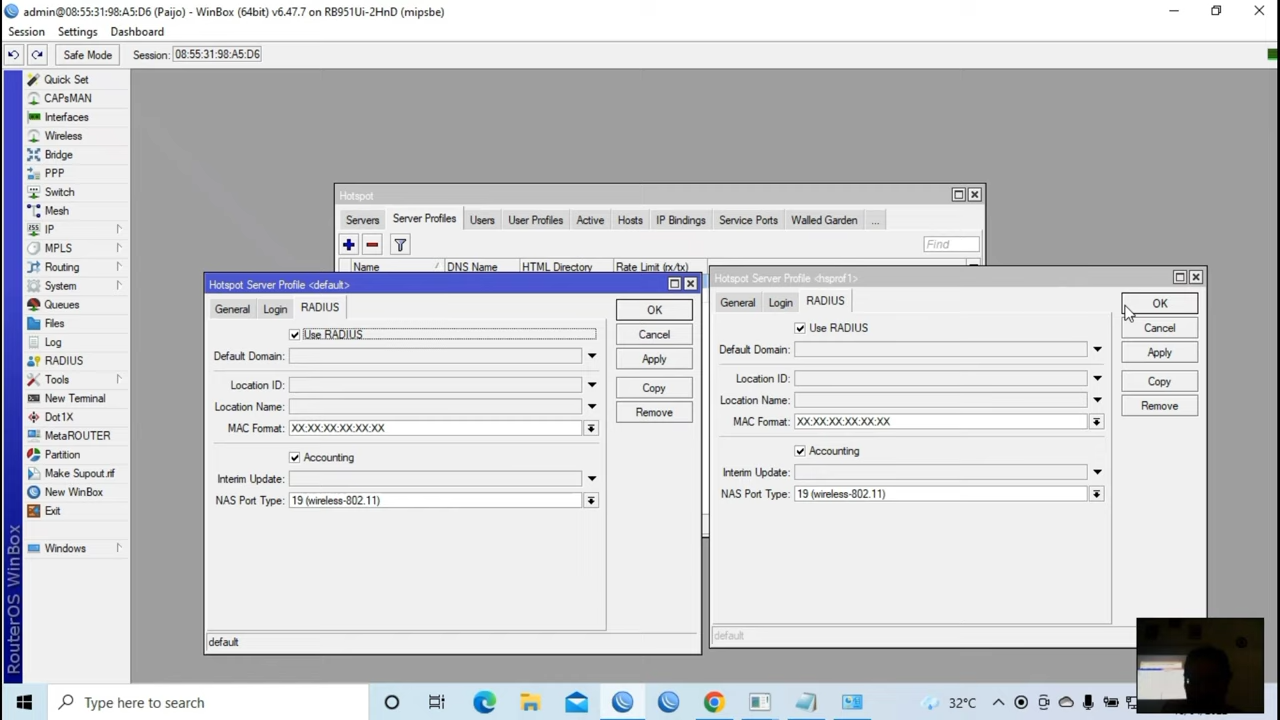 admin@08:55:31:98:A5:D6 (Paijo) - WinBox (64bit) v6.47.7 on RB951Ui-2HnD (mipsbe)
Session Settings Dashboard
Safe Mode Session: 08:55:31:98:A5:D6
Quick Set
CAPsMAN
Interfaces
Wireless
Bridge
PPP
Switch
Mesh
IP
MPLS
Routing
System
Queues
Files
Log
RADIUS
Tools
New Terminal
Dot1X
MetaROUTER
Partition
Make Supout.rif
New WinBox
Exit
Windows
RouterOS WinBox
Hotspot
Servers Server Profiles Users User Profiles Active Hosts IP Bindings Service Ports Walled Garden ...
Find
Name DNS Name HTML Directory Rate Limit (rx/tx)
Hotspot Server Profile <default>
General Login RADIUS
Use RADIUS
Default Domain:
Location ID:
Location Name:
MAC Format: XX:XX:XX:XX:XX:XX
Accounting
Interim Update:
NAS Port Type: 19 (wireless-802.11)
OK
Cancel
Apply
Copy
Remove
default
Hotspot Server Profile <hsprof1>
General Login RADIUS
Use RADIUS
Default Domain:
Location ID:
Location Name:
MAC Format: XX:XX:XX:XX:XX:XX
Accounting
Interim Update:
NAS Port Type: 19 (wireless-802.11)
OK
Cancel
Apply
Copy
Remove
default
Type here to search
32°C